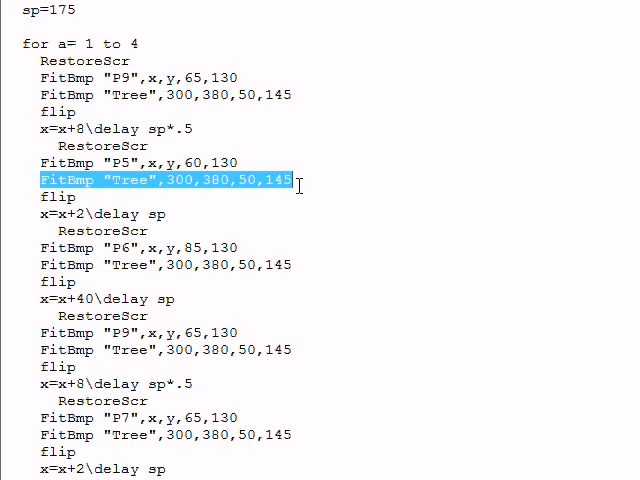 sp=175
for a= 1 to 4
RestoreScr
FitBmp "P9",x,y,65,130
FitBmp "Tree",300,380,50,145
flip
x=x+8\delay sp*.5
RestoreScr
FitBmp "P5",x,y,60,130
FitBmp "Tree",300,380,50,145
flip
x=x+2\delay sp
RestoreScr
FitBmp "P6",x,y,85,130
FitBmp "Tree",300,380,50,145
flip
x=x+40\delay sp
RestoreScr
FitBmp "P9",x,y,65,130
FitBmp "Tree",300,380,50,145
flip
x=x+8\delay sp*.5
RestoreScr
FitBmp "P7",x,y,65,130
FitBmp "Tree",300,380,50,145
flip
x=x+2\delay sp